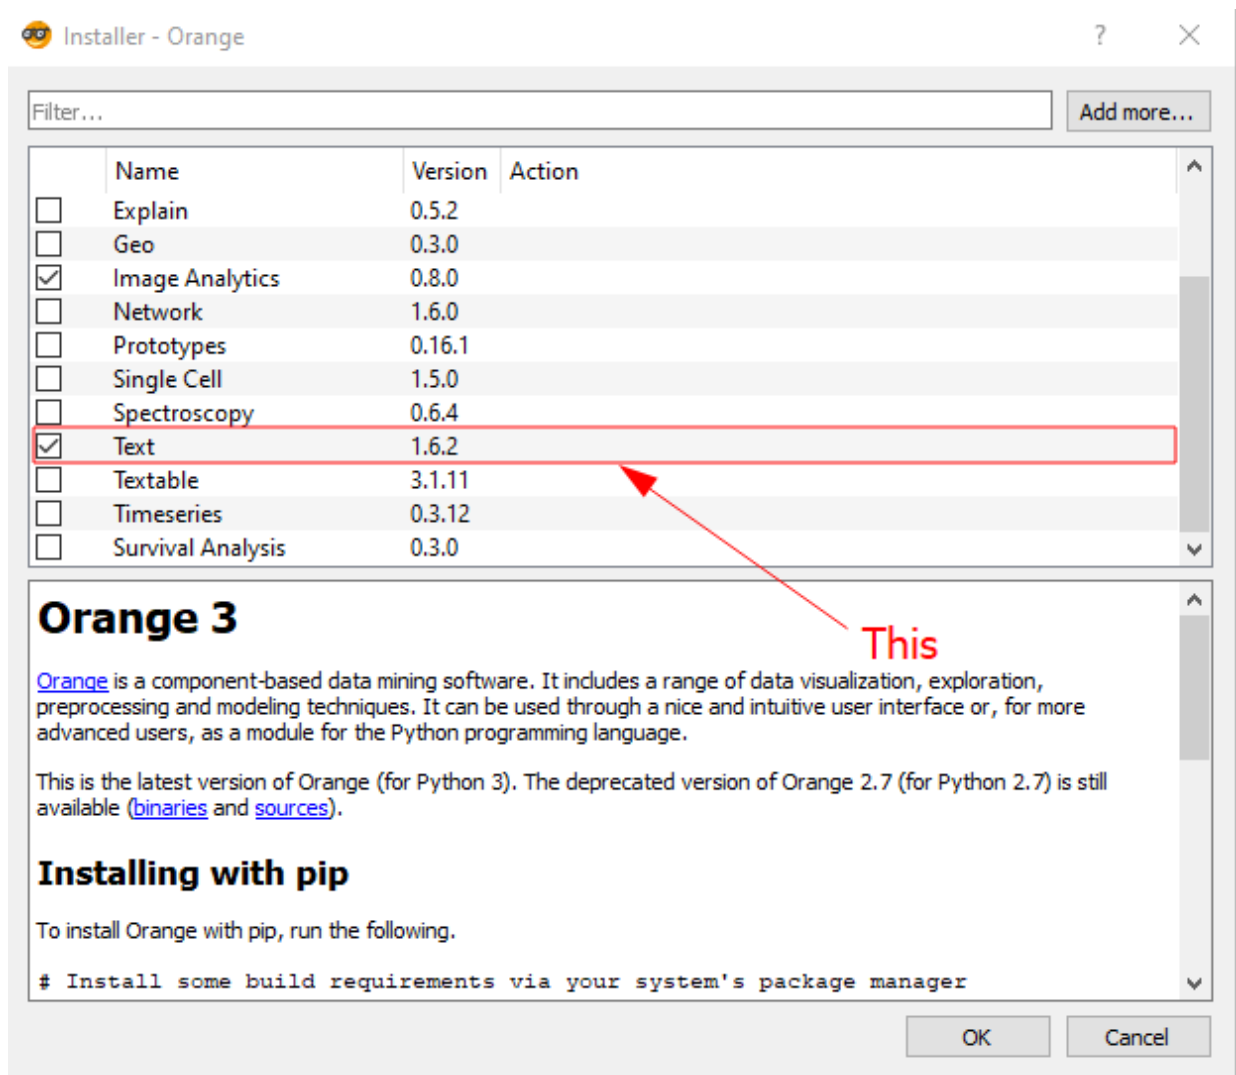 Installer - Orange
?
Filter...
Add more...
Name Version Action
Explain 0.5.2
Geo 0.3.0
Image Analytics 0.8.0
Network 1.6.0
Prototypes 0.16.1
Single Cell 1.5.0
Spectroscopy 0.6.4
Text 1.6.2
Textable 3.1.11
Timeseries 0.3.12
Survival Analysis 0.3.0
Orange 3
This
Orange is a component-based data mining software. It includes a range of data visualization, exploration,
preprocessing and modeling techniques. It can be used through a nice and intuitive user interface or, for more
advanced users, as a module for the Python programming language.
This is the latest version of Orange (for Python 3). The deprecated version of Orange 2.7 (for Python 2.7) is still
available (binaries and sources).
Installing with pip
To install Orange with pip, run the following.
# Install some build requirements via your system's package manager
OK
Cancel